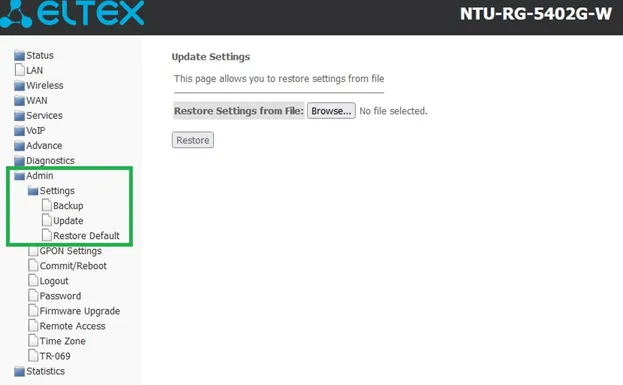 ELTEX
NTU-RG-5402G-W
Status
LAN
Wireless
WAN
Services
VoIP
Advance
Diagnostics
Admin
Settings
Backup
Update
Restore Default
GPON Settings
Commit/Reboot
Logout
Password
Firmware Upgrade
Remote Access
Time Zone
TR-069
Statistics
Update Settings
This page allows you to restore settings from file
Restore Settings from File: Browse... No file selected.
Restore